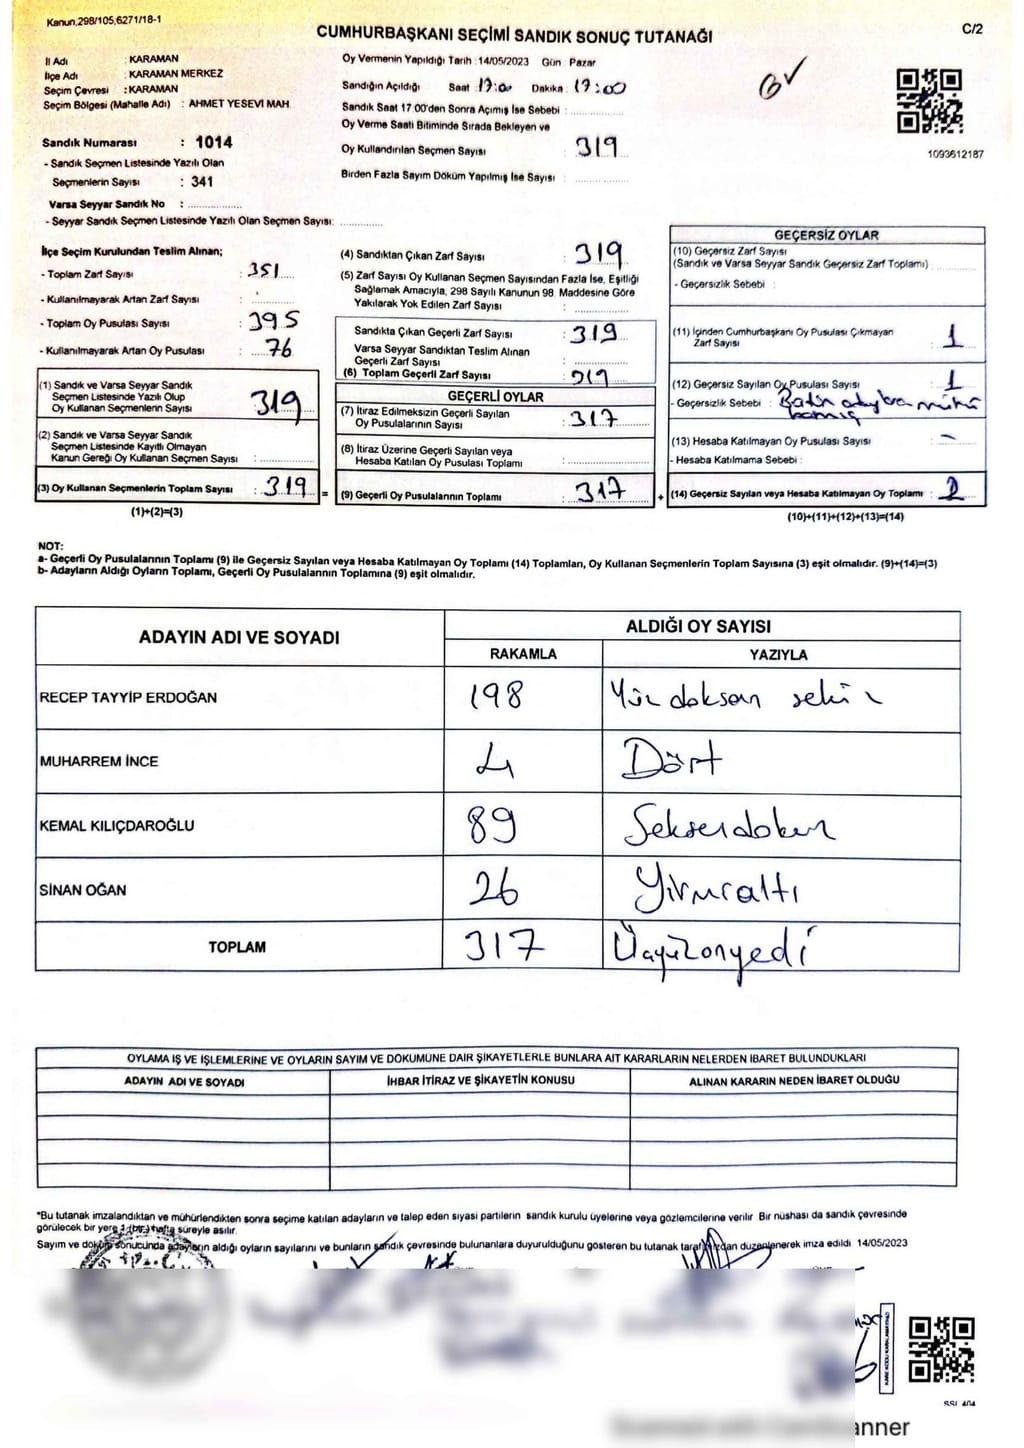 Kanun,298/105,6271/18-1
CUMHURBAŞKANI SEÇİMİ SANDIK SONUÇ TUTANAĞI
C/2
İl Adı : KARAMAN
İlçe Adı : KARAMAN MERKEZ
Seçim Çevresi : KARAMAN
Seçim Bölgesi (Mahalle Adı) : AHMET YESEVİ MAH.
Sandık Numarası : 1014
- Sandık Seçmen Listesinde Yazılı Olan
Seçmenlerin Sayısı : 341
Varsa Seyyar Sandık No :
- Seyyar Sandık Seçmen Listesinde Yazılı Olan Seçmen Sayısı:
Oy Vermenin Yapıldığı Tarih : 14/05/2023 Gün : Pazar
Sandığın Açıldığı Saat : 17:00 Dakika : 17:00
Sandık Saat 17:00'den Sonra Açımış İse Sebebi :
Oy Verme Saati Bitiminde Sırada Bekleyen ve
Oy Kullandırılan Seçmen Sayısı : 319
Birden Fazla Sayım Döküm Yapılmış İse Sayısı :
1093612187
İlçe Seçim Kurulundan Teslim Alınan;
- Toplam Zarf Sayısı : 351
- Kullanılmayarak Artan Zarf Sayısı :
- Toplam Oy Pusulası Sayısı : 395
- Kullanılmayarak Artan Oy Pusulası : 76
(1) Sandık ve Varsa Seyyar Sandık
Seçmen Listesinde Yazılı Olup
Oy Kullanan Seçmenlerin Sayısı : 319
(2) Sandık ve Varsa Seyyar Sandık
Seçmen Listesinde Kayıtlı Olmayan
Kanun Gereği Oy Kullanan Seçmen Sayısı :
(3) Oy Kullanan Seçmenlerin Toplam Sayısı : 319 =
(1)+(2)=(3)
(4) Sandıktan Çıkan Zarf Sayısı : 319
(5) Zarf Sayısı Oy Kullanan Seçmen Sayısından Fazla İse, Eşitliği
Sağlamak Amacıyla, 298 Sayılı Kanunun 98. Maddesine Göre
Yakılarak Yok Edilen Zarf Sayısı :
Sandıkta Çıkan Geçerli Zarf Sayısı : 319
Varsa Seyyar Sandıktan Teslim Alınan
Geçerli Zarf Sayısı :
(6) Toplam Geçerli Zarf Sayısı : 319
GEÇERLİ OYLAR
(7) İtiraz Edilmeksizin Geçerli Sayılan
Oy Pusulalarının Sayısı : 317
(8) İtiraz Üzerine Geçerli Sayılan veya
Hesaba Katılan Oy Pusulası Toplamı :
(9) Geçerli Oy Pusulalarının Toplamı : 317 +
GEÇERSİZ OYLAR
(10) Geçersiz Zarf Sayısı
(Sandık ve Varsa Seyyar Sandık Geçersiz Zarf Toplamı) :
- Geçersizlik Sebebi :
(11) İçinden Cumhurbaşkanı Oy Pusulası Çıkmayan
Zarf Sayısı : 1
(12) Geçersiz Sayılan Oy Pusulası Sayısı : 1
- Geçersizlik Sebebi :
(13) Hesaba Katılmayan Oy Pusulası Sayısı : -
- Hesaba Katılmama Sebebi :
(14) Geçersiz Sayılan veya Hesaba Katılmayan Oy Toplamı : 2
(10)+(11)+(12)+(13)=(14)
NOT:
a- Geçerli Oy Pusulalarının Toplamı (9) ile Geçersiz Sayılan veya Hesaba Katılmayan Oy Toplamı (14) Toplamları, Oy Kullanan Seçmenlerin Toplam Sayısına (3) eşit olmalıdır. (9)+(14)=(3)
b- Adayların Aldığı Oyların Toplamı, Geçerli Oy Pusulalarının Toplamına (9) eşit olmalıdır.
ADAYIN ADI VE SOYADI
ALDIĞI OY SAYISI
RAKAMLA YAZIYLA
RECEP TAYYİP ERDOĞAN 198 Yüz doksan sekiz
MUHARREM İNCE 4 Dört
KEMAL KILIÇDAROĞLU 89 Seksendokuz
SİNAN OĞAN 26 Yirmialtı
TOPLAM 317 Üçyüzonyedi
OYLAMA İŞ VE İŞLEMLERİNE VE OYLARIN SAYIM VE DÖKÜMÜNE DAİR ŞİKAYETLERLE BUNLARA AİT KARARLARIN NELERDEN İBARET BULUNDUKLARI
ADAYIN ADI VE SOYADI İHBAR İTİRAZ VE ŞİKAYETİN KONUSU ALINAN KARARIN NEDEN İBARET OLDUĞU
*Bu tutanak imzalandıktan ve mühürlendikten sonra seçime katılan adayların ve talep eden siyasi partilerin sandık kurulu üyelerine veya gözlemcilerine verilir. Bir nüshası da sandık çevresinde
görülecek bir yere 1 (bir) hafta süreyle asılır.
Sayım ve döküm sonucunda adayların aldığı oyların sayılarını ve bunların sandık çevresinde bulunanlara duyurulduğunu gösteren bu tutanak tarafımızdan düzenlenerek imza edildi. 14/05/2023